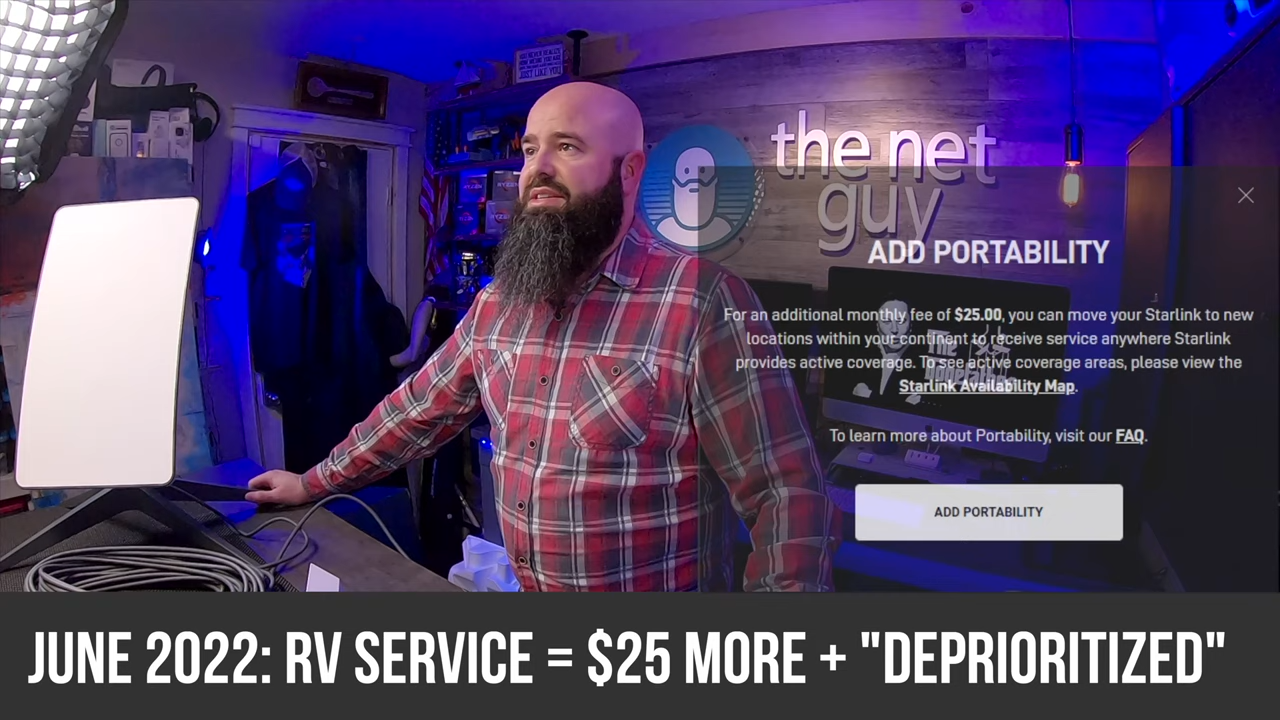 JUST LIKE YOU
the net
guy
ADD PORTABILITY
For an additional monthly fee of $25.00, you can move your Starlink to new
locations within your continent to receive service anywhere Starlink
provides active coverage. To see active coverage areas, please view the
Starlink Availability Map.
To learn more about Portability, visit our FAQ.
ADD PORTABILITY
JUNE 2022: RV SERVICE = $25 MORE + "DEPRIORITIZED"